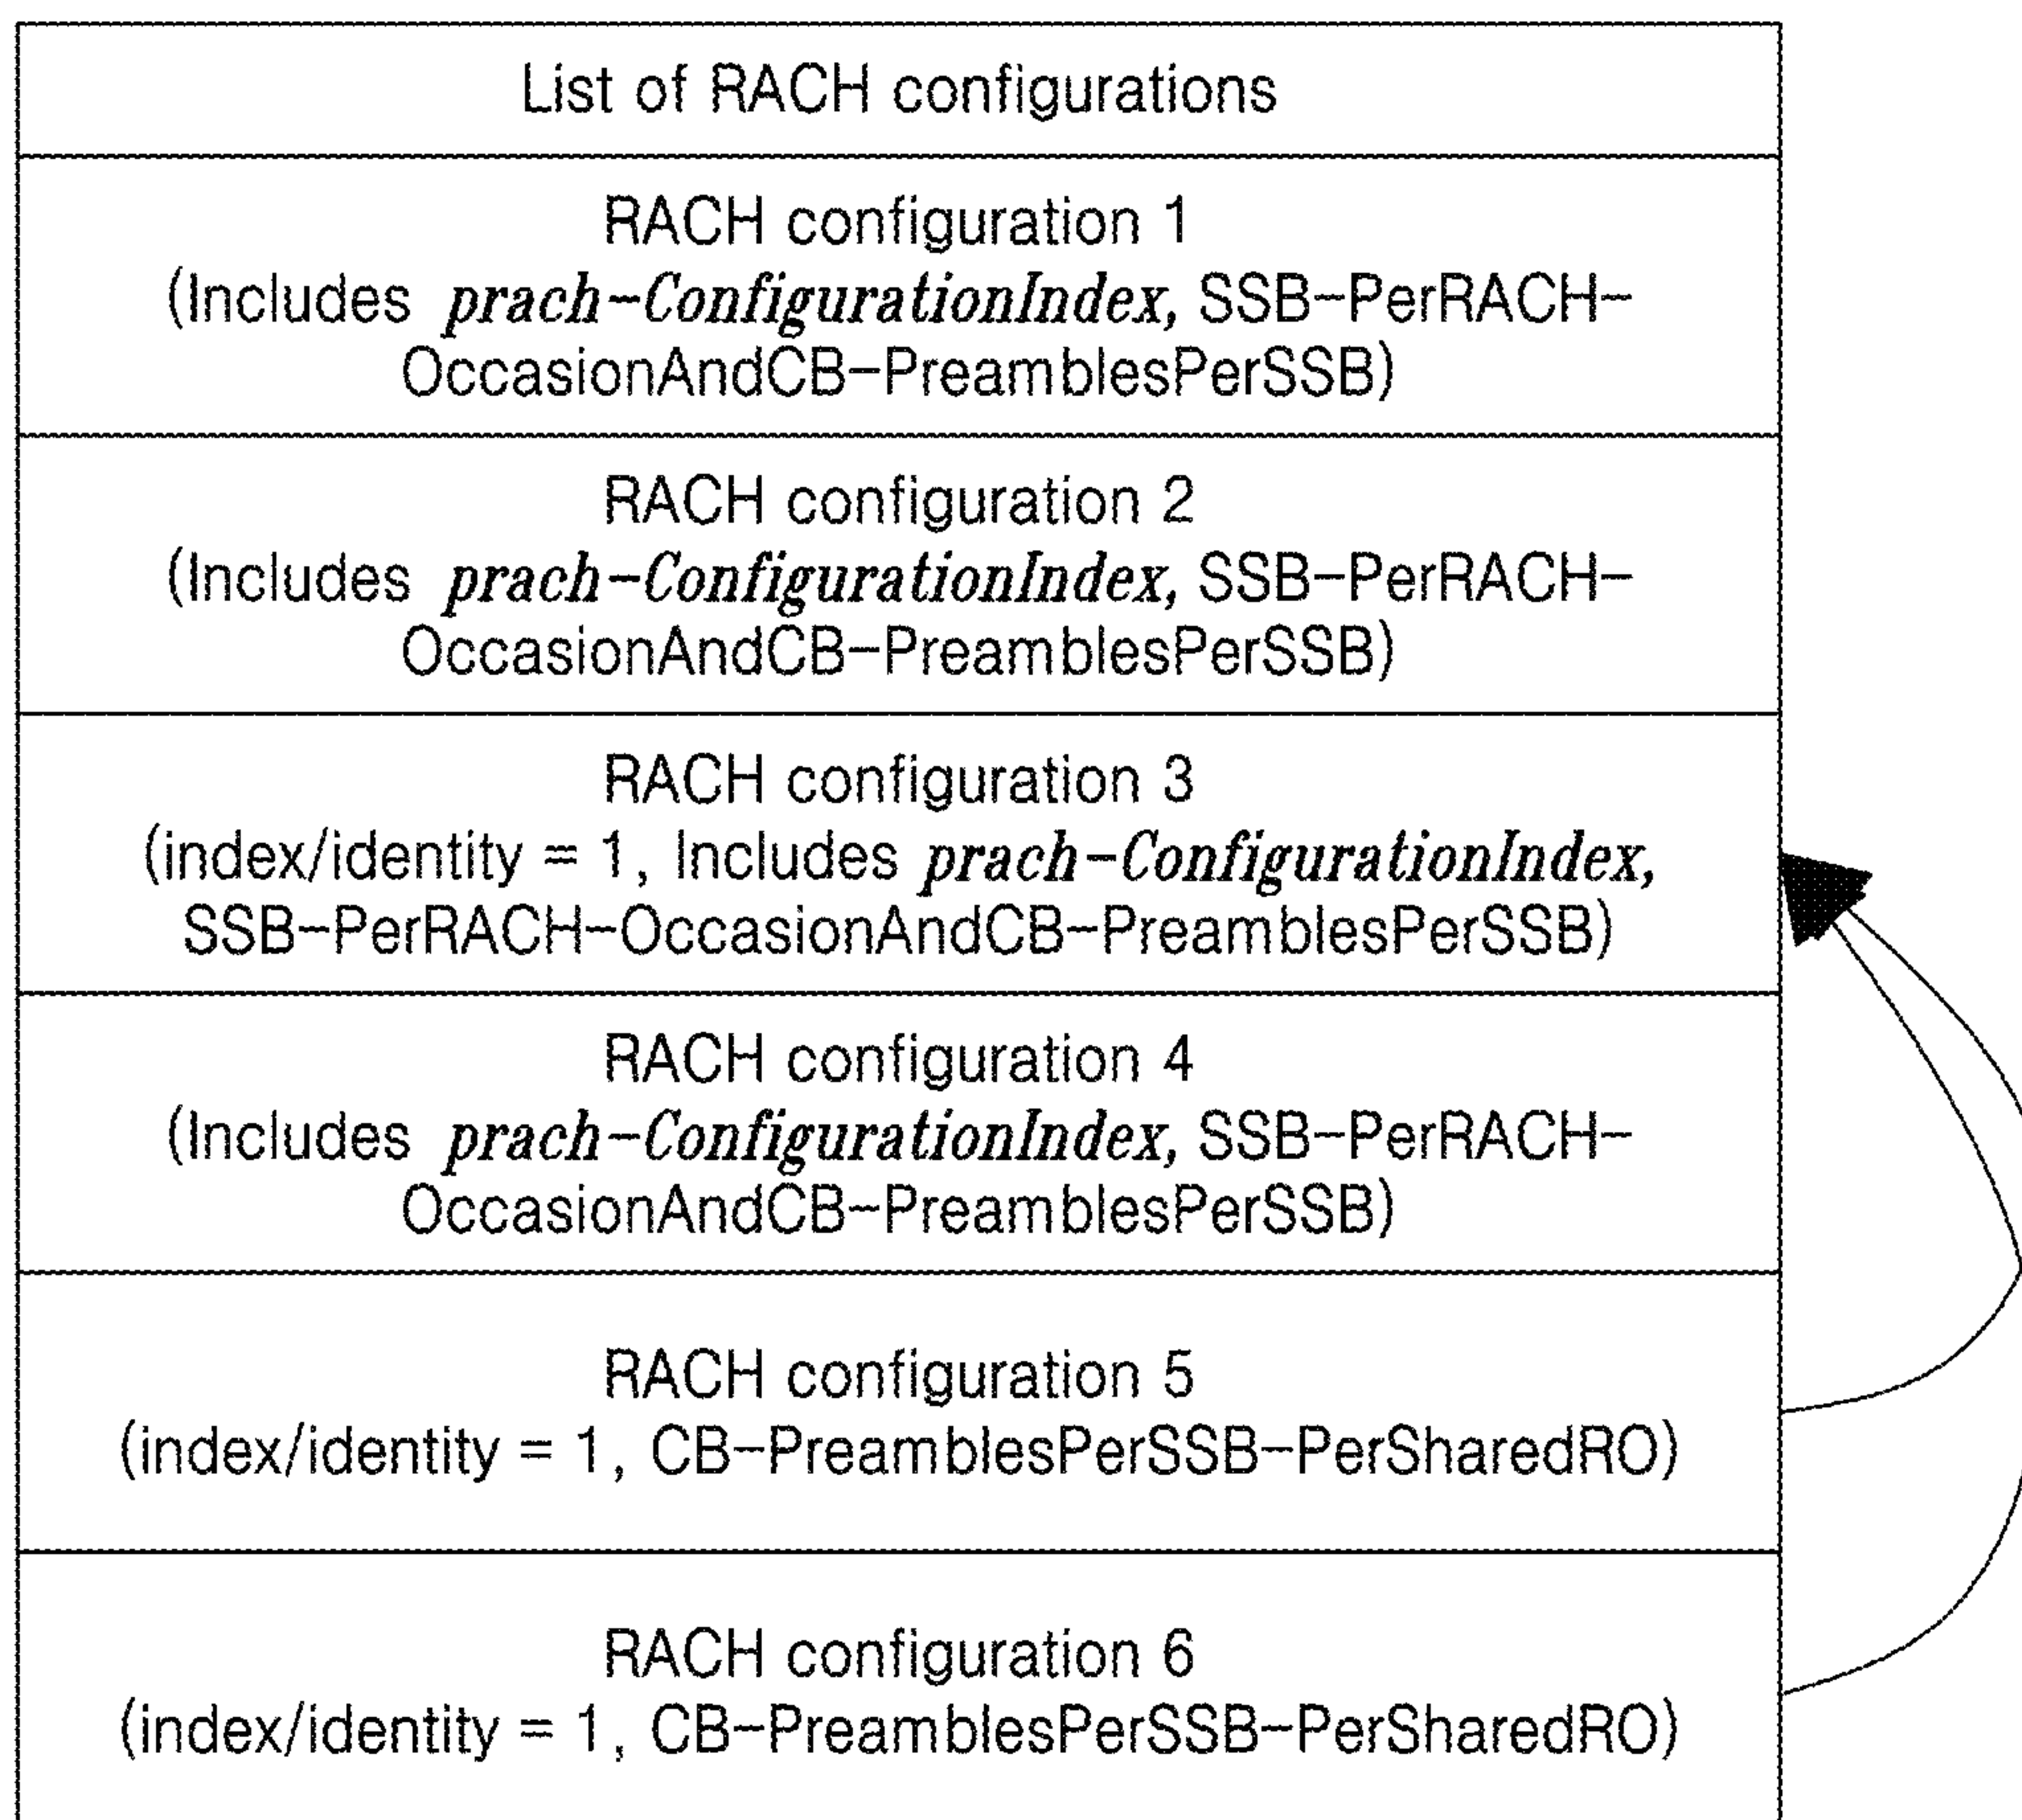 List of RACH configurations
RACH configuration 1
(Includes prach-ConfigurationIndex, SSB-PerRACH-
OccasionAndCB-PreamblesPerSSB)
RACH configuration 2
(Includes prach-ConfigurationIndex, SSB-PerRACH-
OccasionAndCB-PreamblesPerSSB)
RACH configuration 3
(index/identity = 1, Includes prach-ConfigurationIndex,
SSB-PerRACH-OccasionAndCB-PreamblesPerSSB)
RACH configuration 4
(Includes prach-ConfigurationIndex, SSB-PerRACH-
OccasionAndCB-PreamblesPerSSB)
RACH configuration 5
(index/identity = 1, CB-PreamblesPerSSB-PerSharedRO)
RACH configuration 6
(index/identity = 1, CB-PreamblesPerSSB-PerSharedRO)